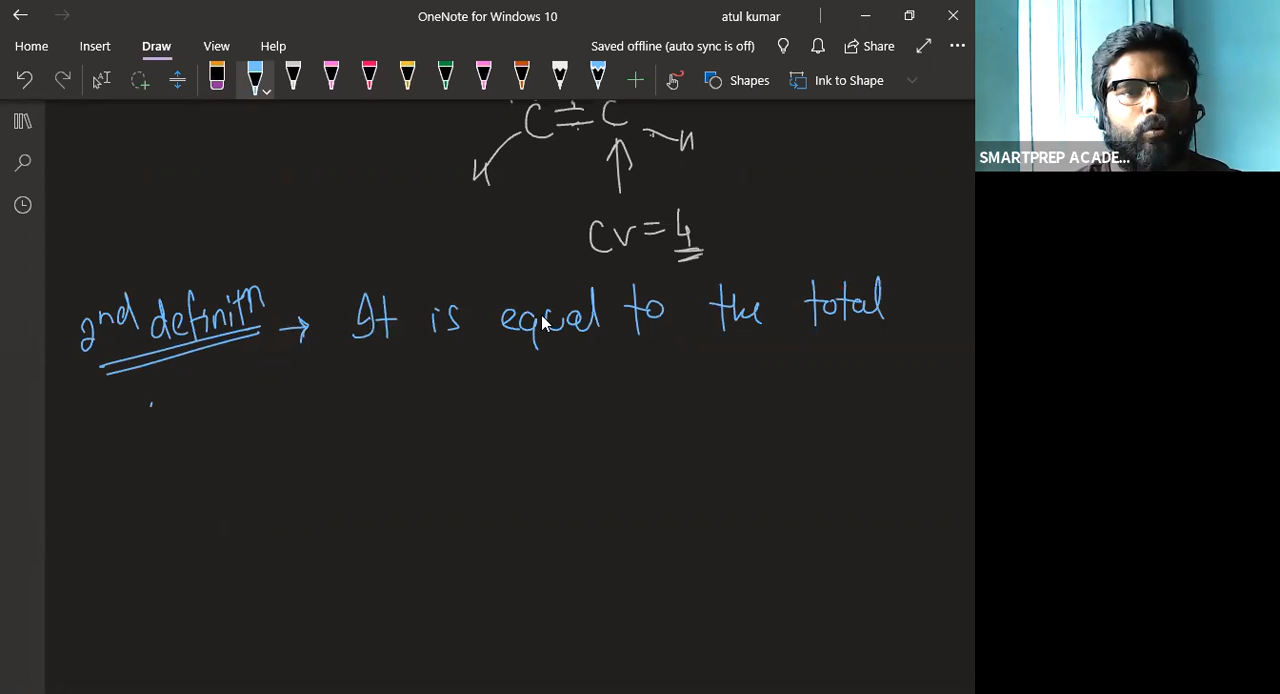 OneNote for Windows 10
atul kumar
Home Insert Draw View Help
Saved offline (auto sync is off)
Share
Shapes
Ink to Shape
SMARTPREP ACADE...
C = C
H
H
CV = 4
2nd definitn → It is equal to the total